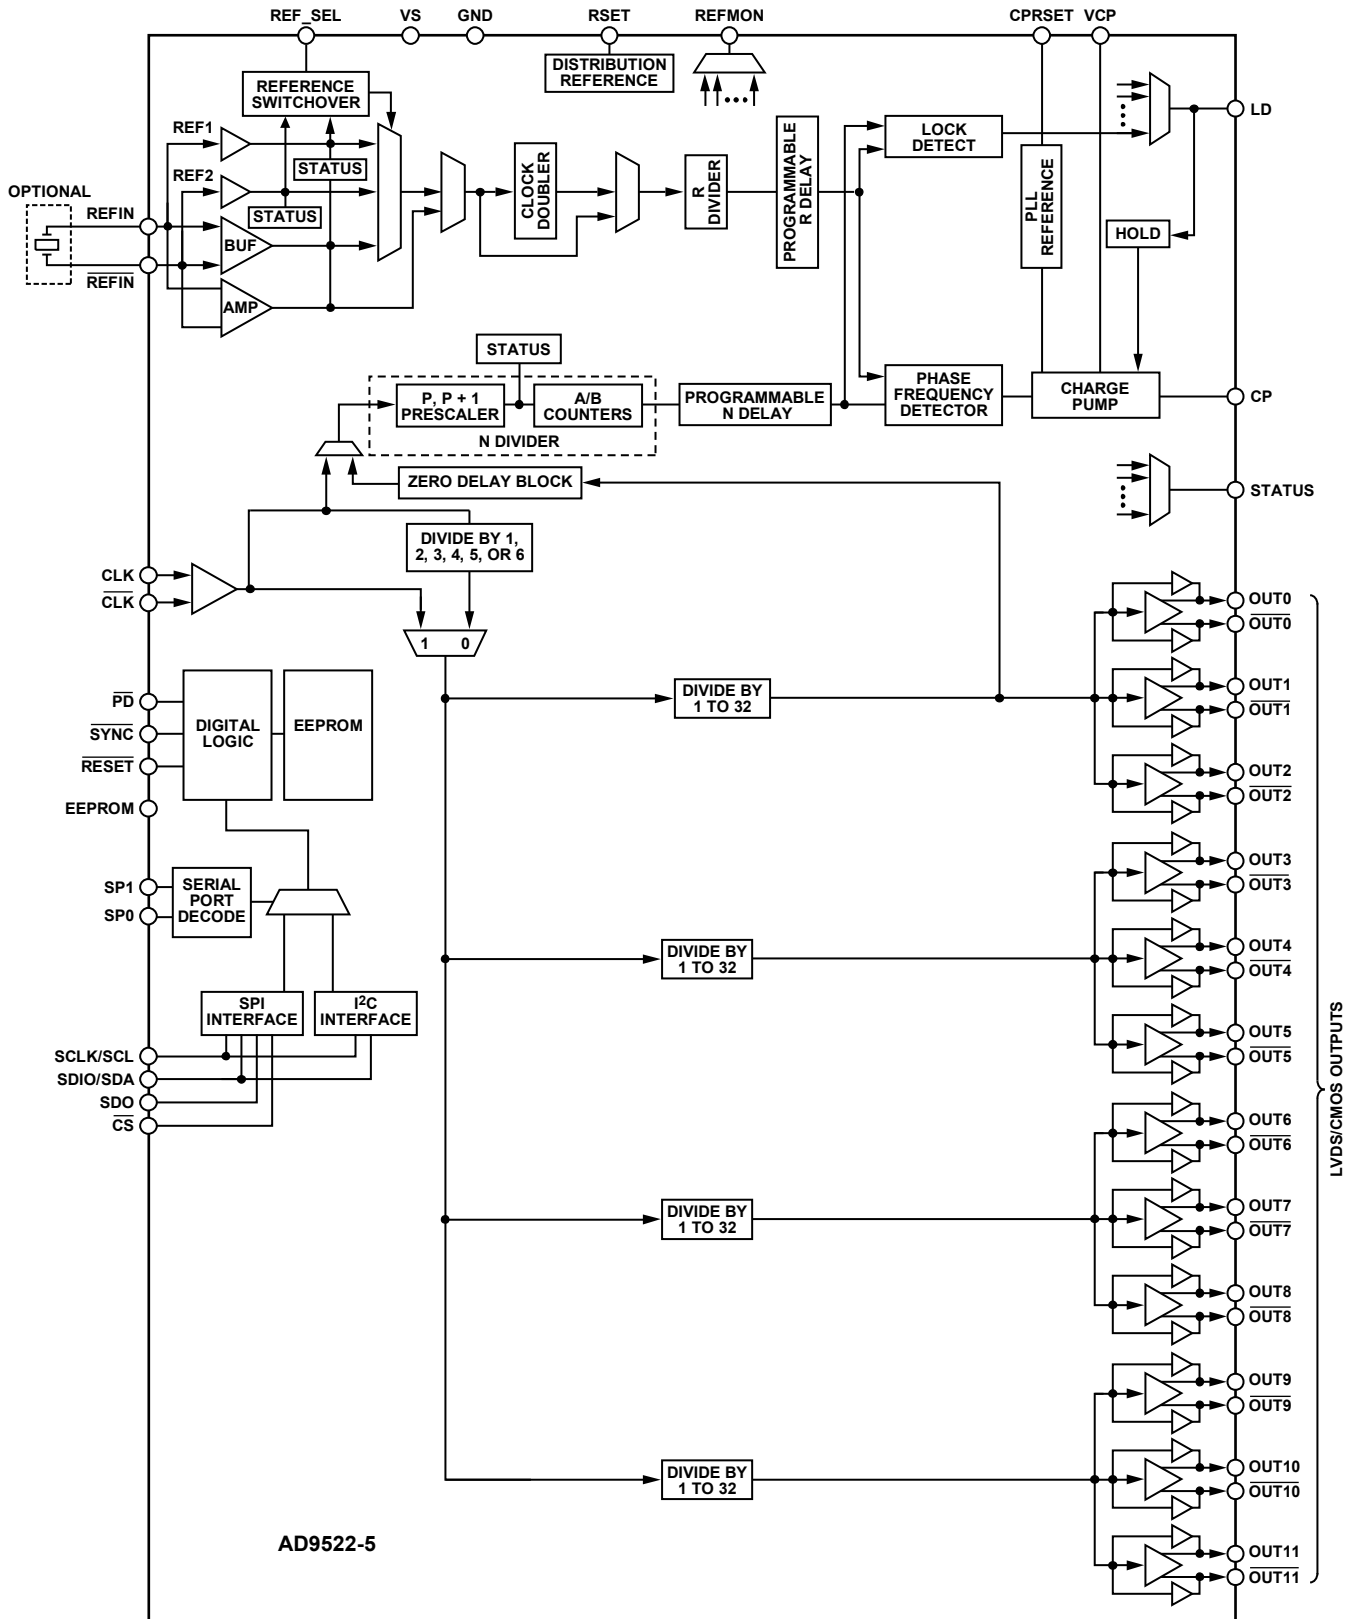 REF_SEL
VS
GND
RSET
REFMON
CPRSET
VCP
DISTRIBUTION
REFERENCE
REFERENCE
SWITCHOVER
REF1
REF2
STATUS
STATUS
BUF
AMP
OPTIONAL
REFIN
REFIN
CLOCK
DOUBLER
R
DIVIDER
PROGRAMMABLE
R DELAY
LOCK
DETECT
PLL
REFERENCE
HOLD
LD
STATUS
P, P + 1
PRESCALER
A/B
COUNTERS
N DIVIDER
PROGRAMMABLE
N DELAY
PHASE
FREQUENCY
DETECTOR
CHARGE
PUMP
CP
ZERO DELAY BLOCK
STATUS
DIVIDE BY 1,
2, 3, 4, 5, OR 6
CLK
CLK
1 0
PD
SYNC
RESET
EEPROM
DIGITAL
LOGIC
EEPROM
SP1
SP0
SERIAL
PORT
DECODE
SPI
INTERFACE
I2C
INTERFACE
SCLK/SCL
SDIO/SDA
SDO
CS
DIVIDE BY
1 TO 32
DIVIDE BY
1 TO 32
DIVIDE BY
1 TO 32
DIVIDE BY
1 TO 32
OUT0
OUT0
OUT1
OUT1
OUT2
OUT2
OUT3
OUT3
OUT4
OUT4
OUT5
OUT5
OUT6
OUT6
OUT7
OUT7
OUT8
OUT8
OUT9
OUT9
OUT10
OUT10
OUT11
OUT11
LVDS/CMOS OUTPUTS
AD9522-5